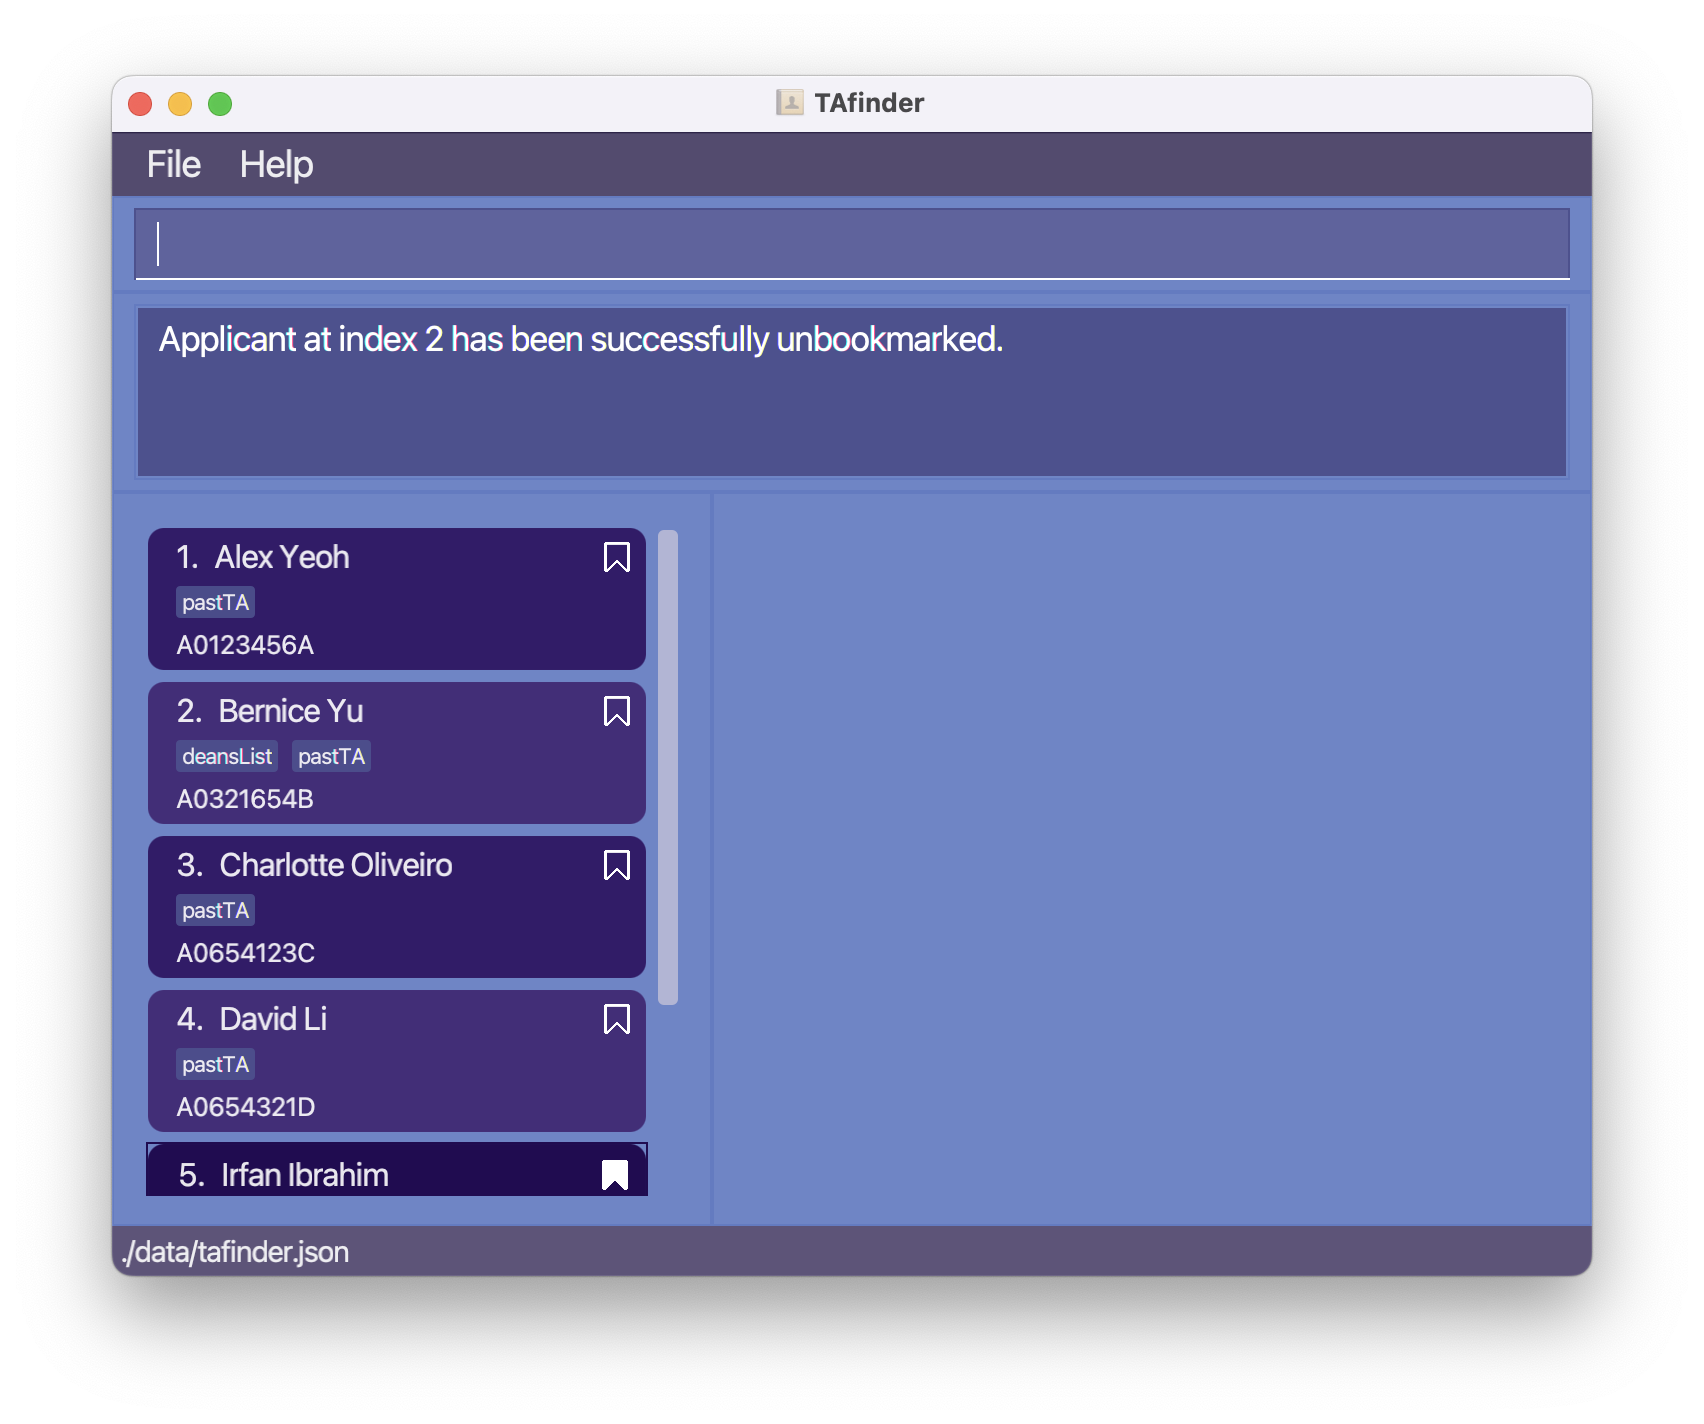 TAfinder
File Help
Applicant at index 2 has been successfully unbookmarked.
1. Alex Yeoh
pastTA
A0123456A
2. Bernice Yu
deansList pastTA
A0321654B
3. Charlotte Oliveiro
pastTA
A0654123C
4. David Li
pastTA
A0654321D
5. Irfan Ibrahim
./data/tafinder.json